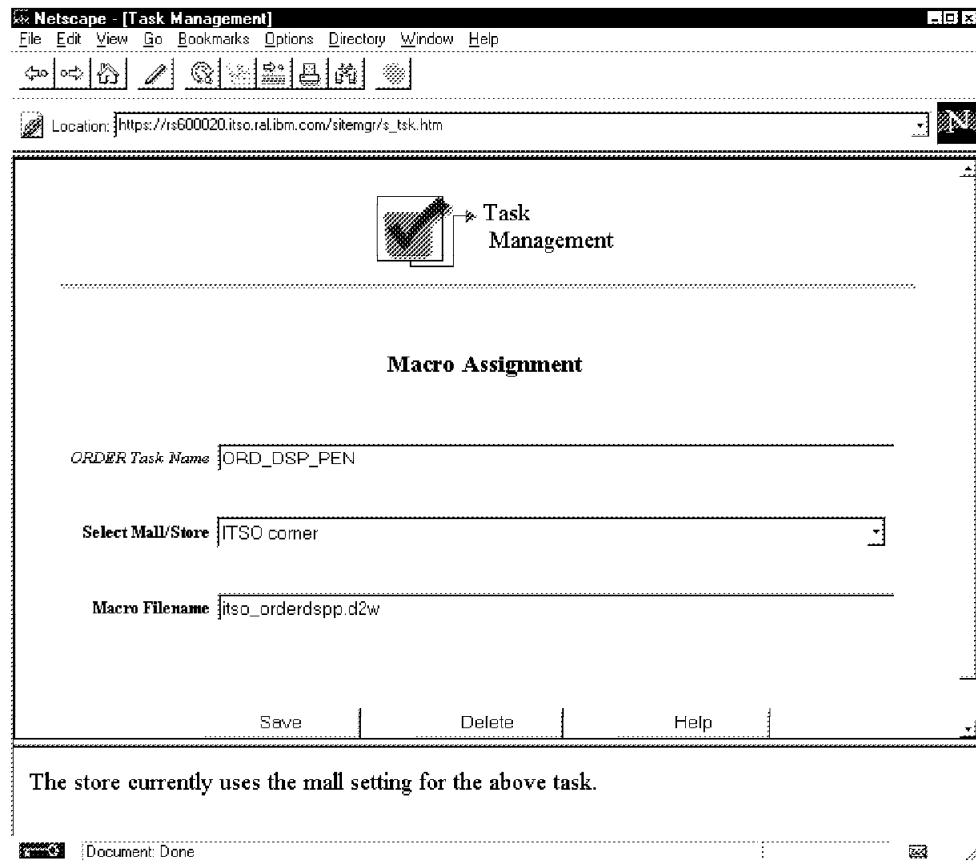 Netscape - [Task Management]
File Edit View Go Bookmarks Options Directory Window Help
Location: https://rs600020.itso.ral.ibm.com/sitemgr/s_tsk.htm
N
Task
Management
Macro Assignment
ORDER Task Name ORD_DSP_PEN
Select Mall/Store ITSO corner
Macro Filename itso_orderdspp.d2w
Save Delete Help
The store currently uses the mall setting for the above task.
Document: Done